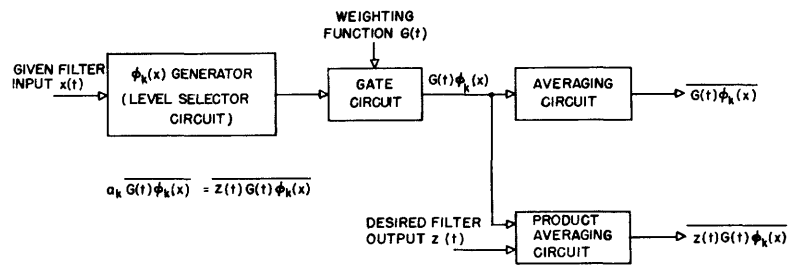 WEIGHTING
FUNCTION G(t)
GIVEN FILTER
INPUT x(t)
ϕk(x) GENERATOR
(LEVEL SELECTOR
CIRCUIT)
GATE
CIRCUIT
G(t)ϕk(x)
AVERAGING
CIRCUIT
G(t)ϕk(x)
ak G(t)ϕk(x) = z(t) G(t)ϕk(x)
DESIRED FILTER
OUTPUT z (t)
PRODUCT
AVERAGING
CIRCUIT
z(t)G(t)ϕk(x)